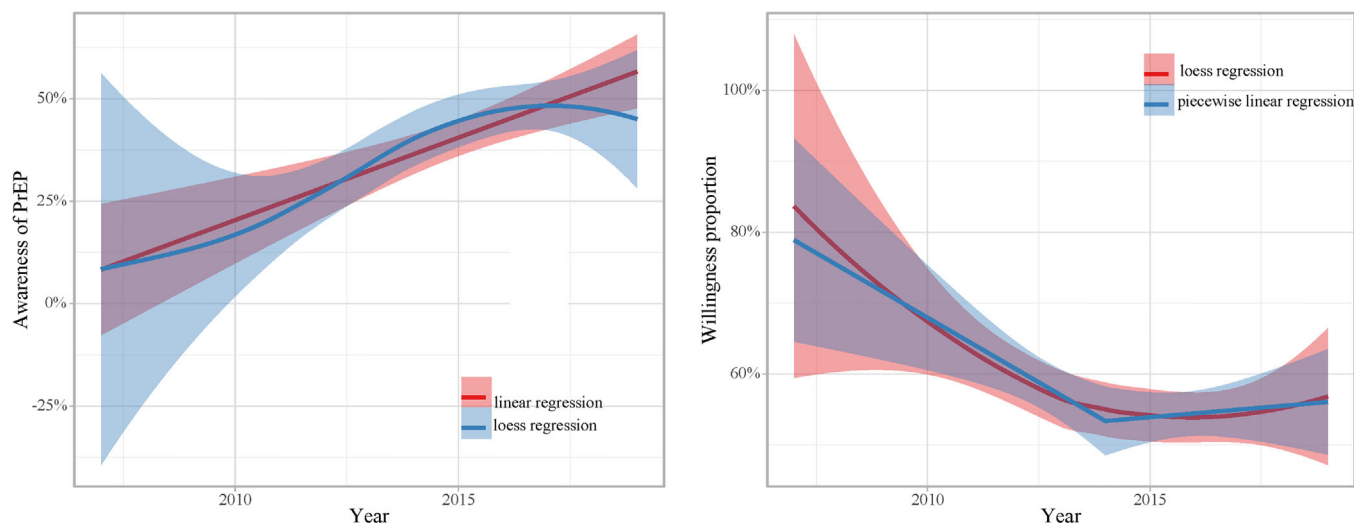 Awareness of PrEP
50%
25%
0%
-25%
linear regression
loess regression
2010
2015
Year
Willingness proportion
100%
80%
60%
loess regression
piecewise linear regression
2010
2015
Year